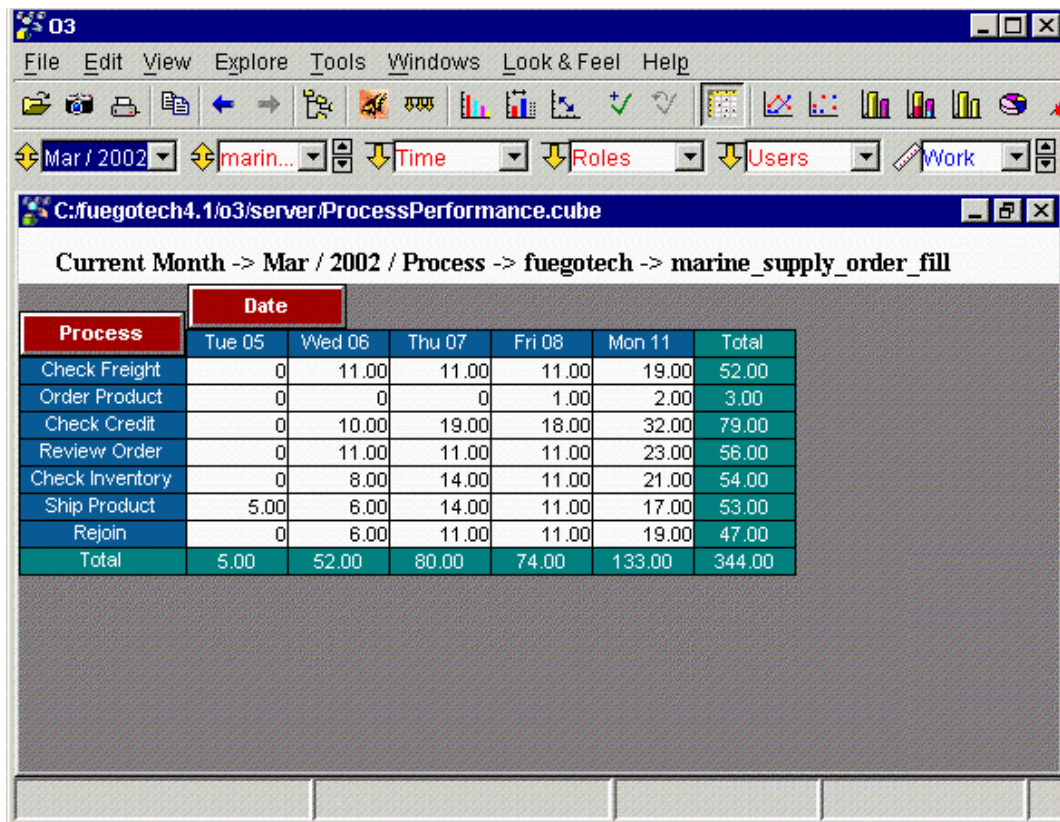 O3
File Edit View Explore Tools Windows Look & Feel Help
Mar / 2002 marin... Time Roles Users Work
C:/fuegotech4.1/o3/server/ProcessPerformance.cube
Current Month -> Mar / 2002 / Process -> fuegotech -> marine_supply_order_fill
Date
Process Tue 05 Wed 06 Thu 07 Fri 08 Mon 11 Total
Check Freight 0 11.00 11.00 11.00 19.00 52.00
Order Product 0 0 0 1.00 2.00 3.00
Check Credit 0 10.00 19.00 18.00 32.00 79.00
Review Order 0 11.00 11.00 11.00 23.00 56.00
Check Inventory 0 8.00 14.00 11.00 21.00 54.00
Ship Product 5.00 6.00 14.00 11.00 17.00 53.00
Rejoin 0 6.00 11.00 11.00 19.00 47.00
Total 5.00 52.00 80.00 74.00 133.00 344.00